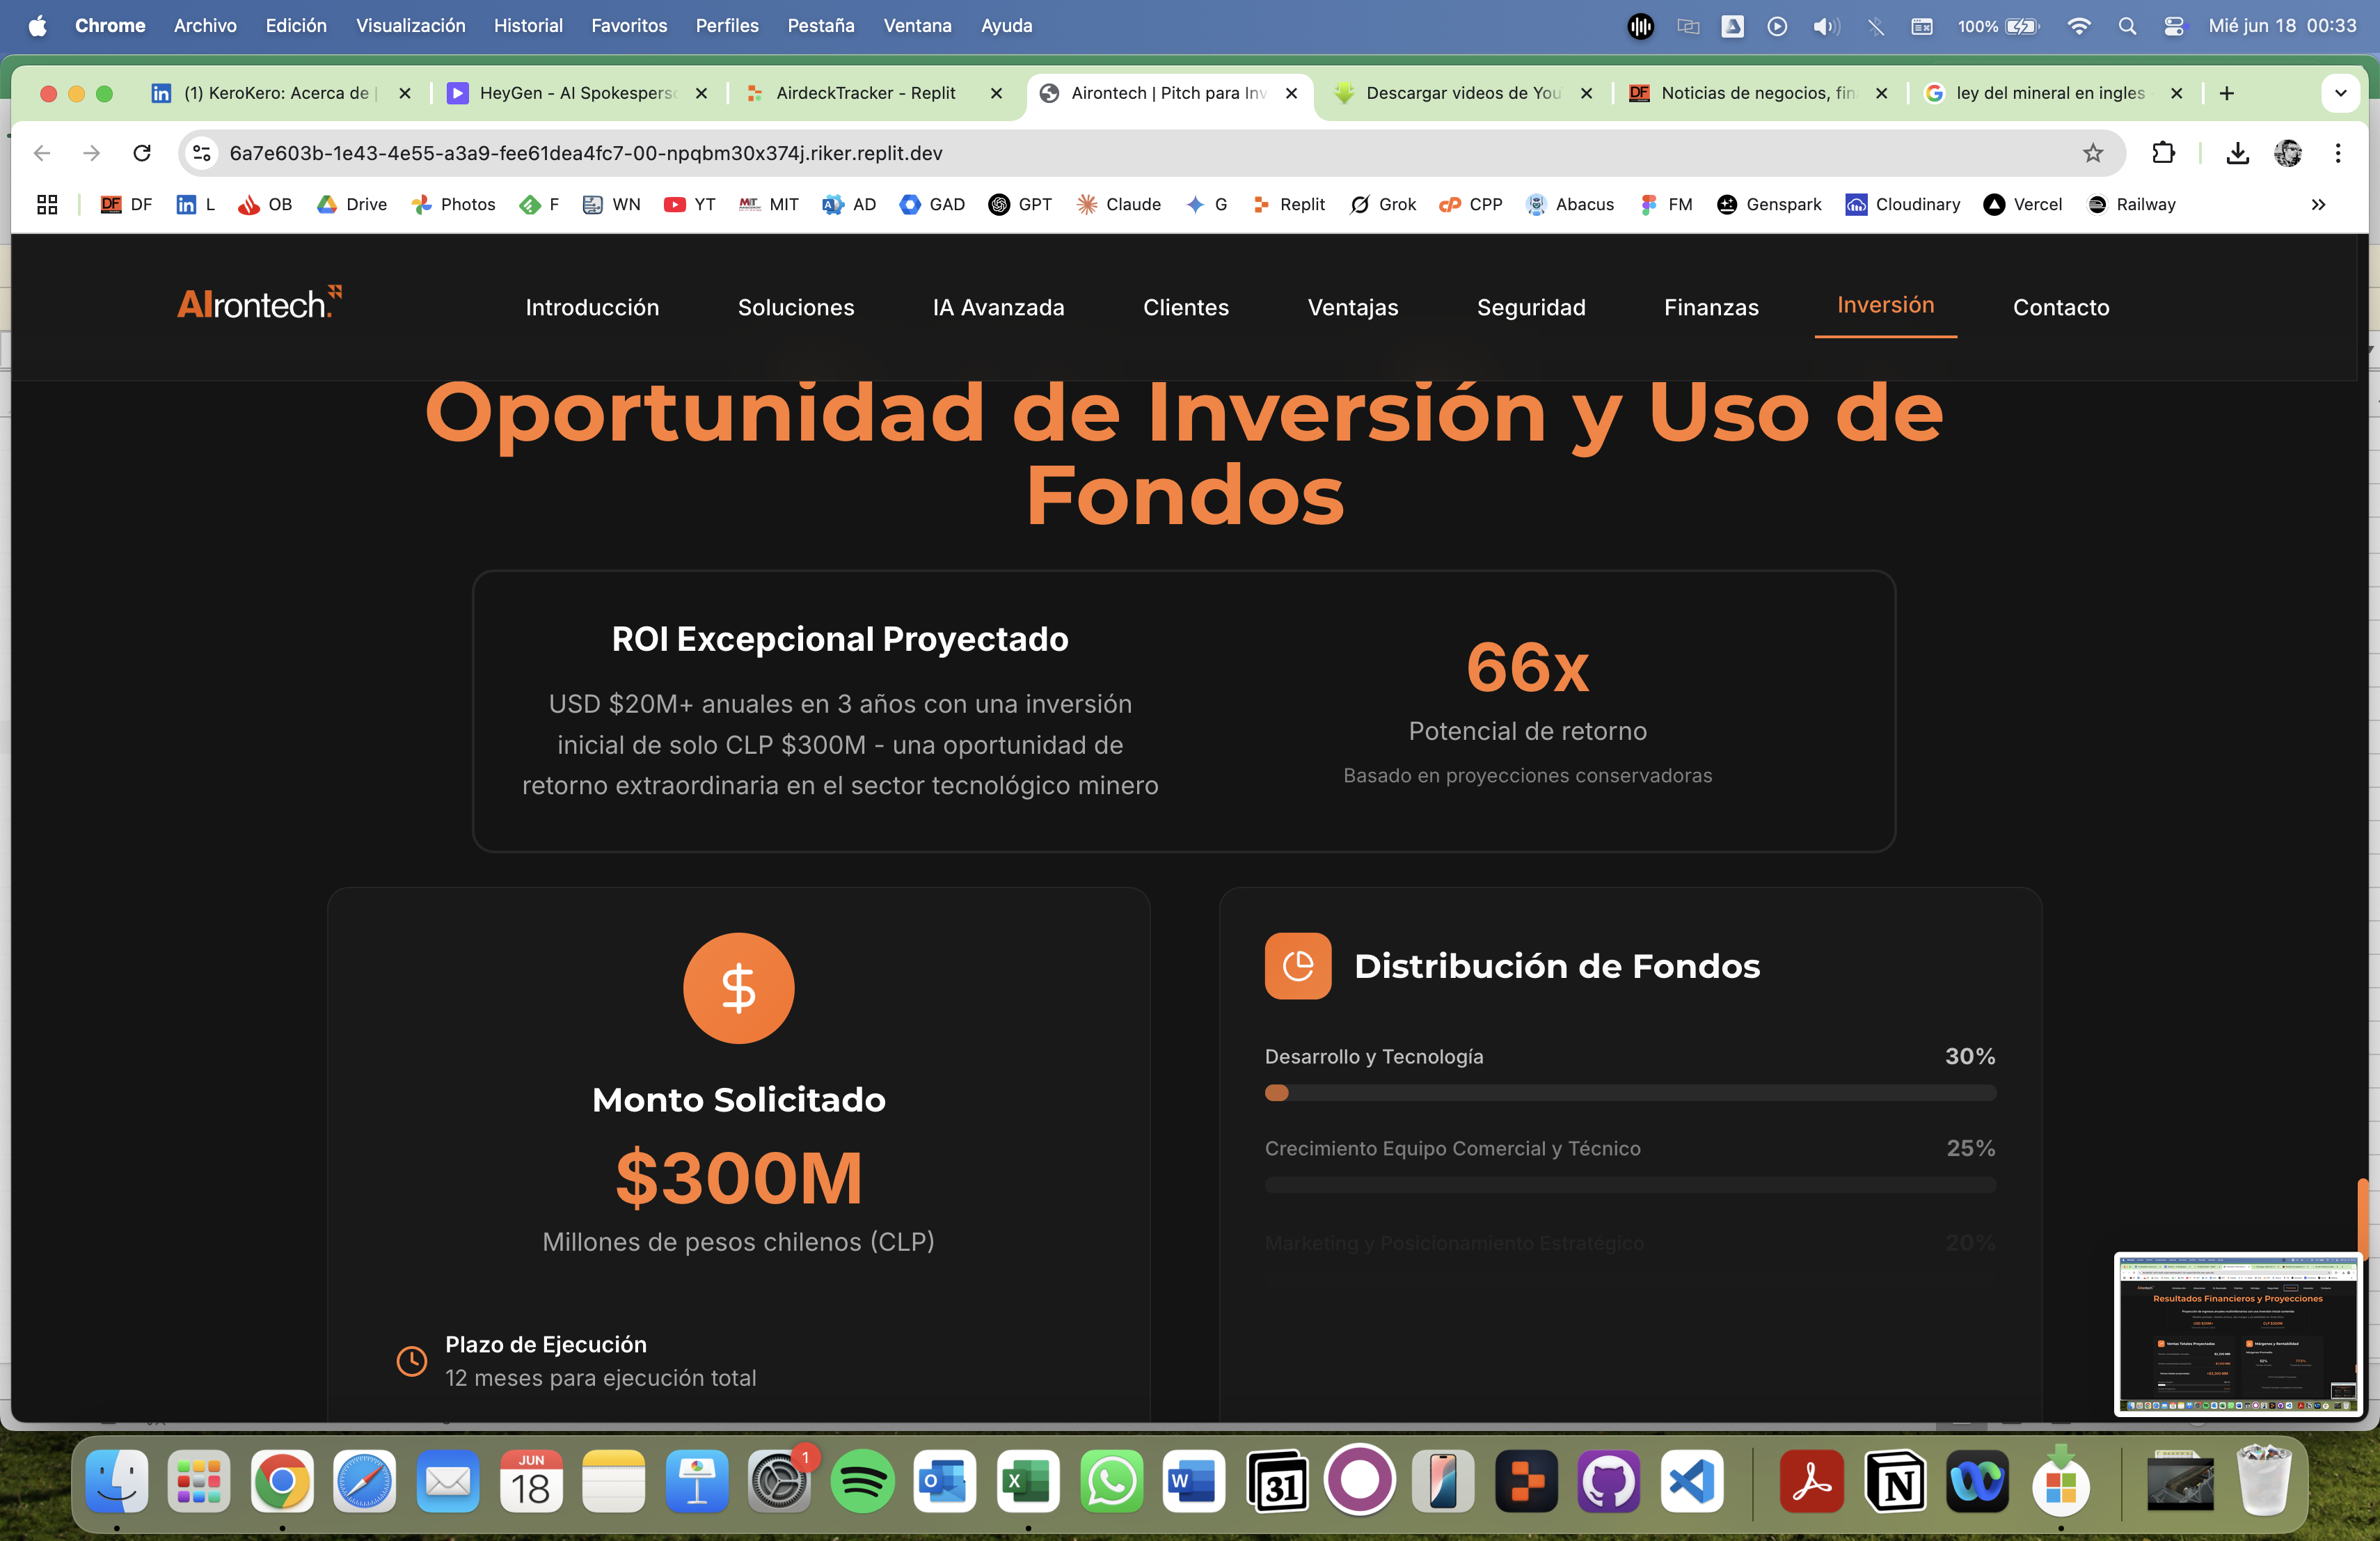 Chrome Archivo Edición Visualización Historial Favoritos Perfiles Pestaña Ventana Ayuda 100% Mié jun 18 00:33
(1) KeroKero: Acerca de | HeyGen - AI Spokespers AirdeckTracker - Replit Airontech | Pitch para Inv Descargar videos de You Noticias de negocios, fin ley del mineral en ingles
6a7e603b-1e43-4e55-a3a9-fee61dea4fc7-00-npqbm30x374j.riker.replit.dev
DF DF L OB Drive Photos F WN YT MIT MIT AD GAD GPT Claude G Replit Grok CPP Abacus FM Genspark Cloudinary Vercel Railway
AIrontech.
Introducción Soluciones IA Avanzada Clientes Ventajas Seguridad Finanzas Inversión Contacto
Oportunidad de Inversión y Uso de
Fondos
ROI Excepcional Proyectado
USD $20M+ anuales en 3 años con una inversión
inicial de solo CLP $300M - una oportunidad de
retorno extraordinaria en el sector tecnológico minero
66x
Potencial de retorno
Basado en proyecciones conservadoras
$
Monto Solicitado
$300M
Millones de pesos chilenos (CLP)
Plazo de Ejecución
12 meses para ejecución total
Distribución de Fondos
Desarrollo y Tecnología 30%
Crecimiento Equipo Comercial y Técnico 25%
Marketing y Posicionamiento Estratégico 20%
Resultados Financieros y Proyecciones
Ventas Totales Proyectadas
Márgenes y Rentabilidad
JUN
18
1
31